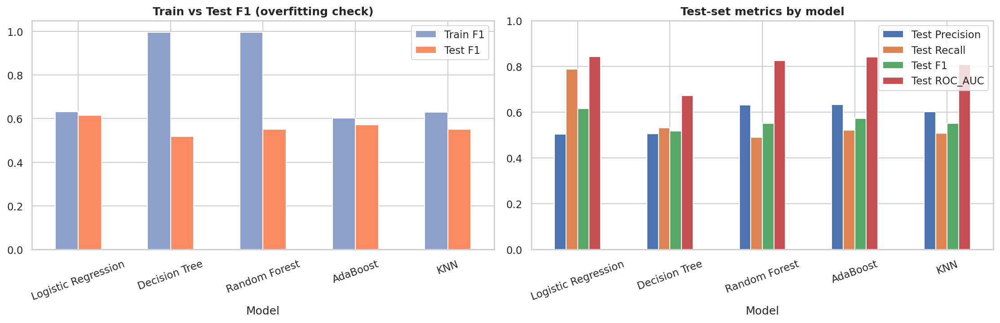 Train vs Test F1 (overfitting check)
1.0
0.8
0.6
0.4
0.2
0.0
Train F1
Test F1
Logistic Regression
Decision Tree
Random Forest
AdaBoost
KNN
Model
Test-set metrics by model
1.0
0.8
0.6
0.4
0.2
0.0
Test Precision
Test Recall
Test F1
Test ROC_AUC
Logistic Regression
Decision Tree
Random Forest
AdaBoost
KNN
Model